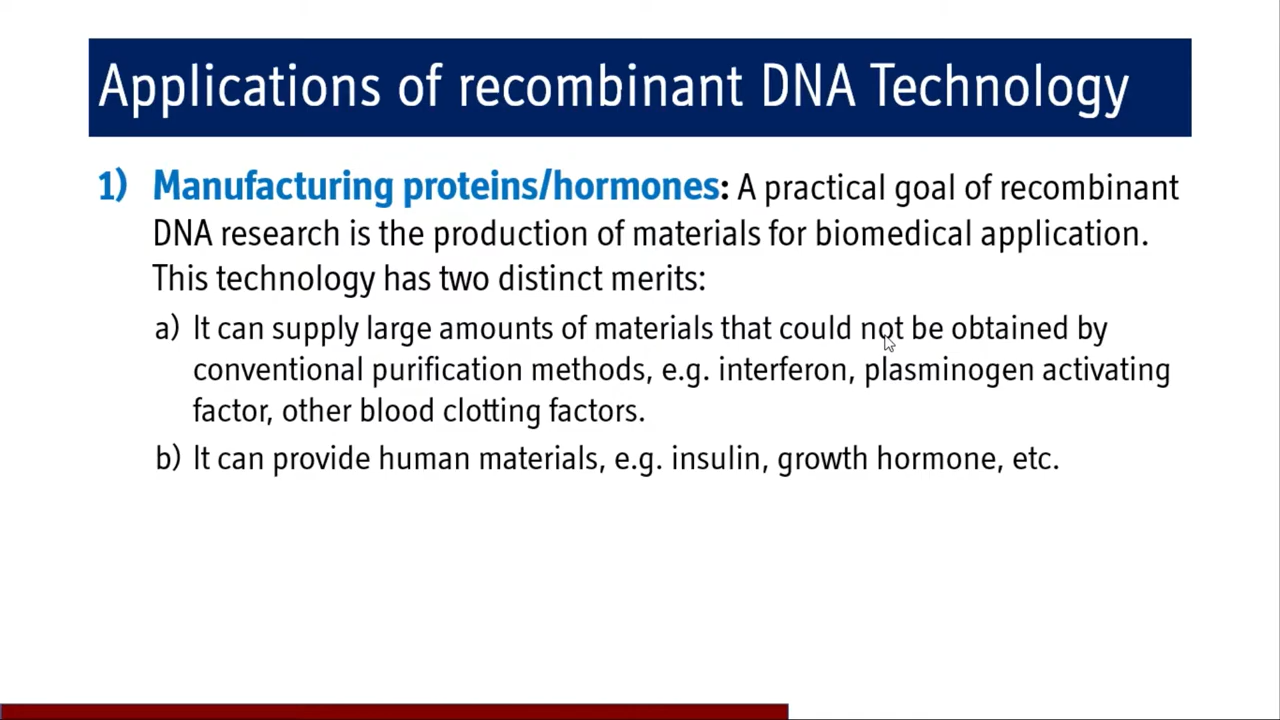 Applications of recombinant DNA Technology
1) Manufacturing proteins/hormones: A practical goal of recombinant
DNA research is the production of materials for biomedical application.
This technology has two distinct merits:
a) It can supply large amounts of materials that could not be obtained by
conventional purification methods, e.g. interferon, plasminogen activating
factor, other blood clotting factors.
b) It can provide human materials, e.g. insulin, growth hormone, etc.